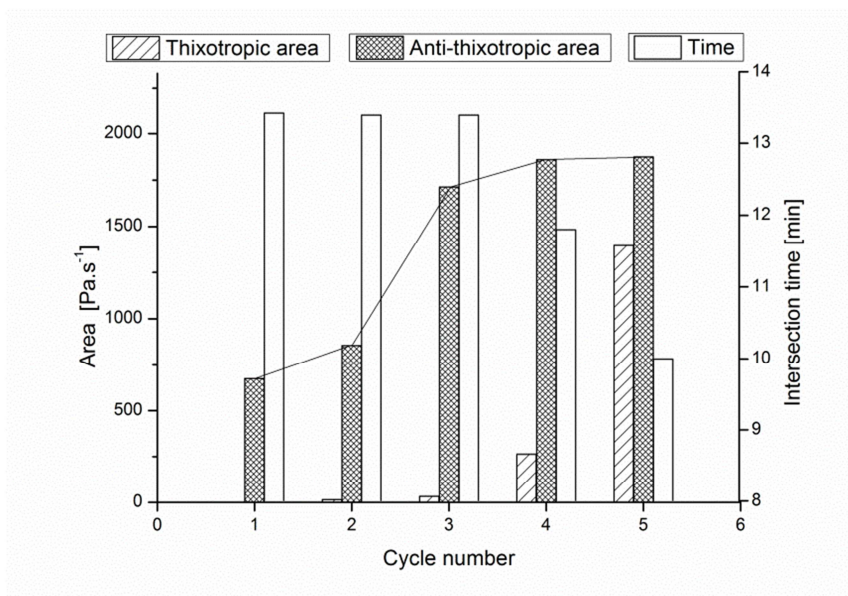 Thixotropic area Anti-thixotropic area Time
Area [Pa.s⁻¹]
2000
1500
1000
500
0
14
13
12
11
10
9
8
Intersection time [min]
0 1 2 3 4 5 6
Cycle number